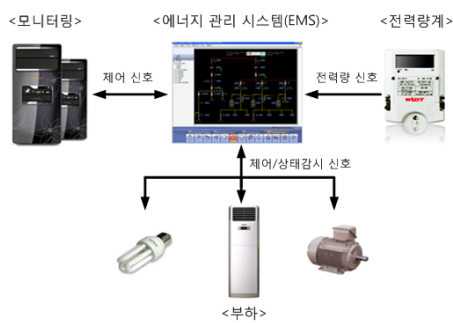 <모니터링>
<에너지 관리 시스템(EMS)>
<전력량계>
제어 신호
전력량 신호
제어/상태감시 신호
<부하>